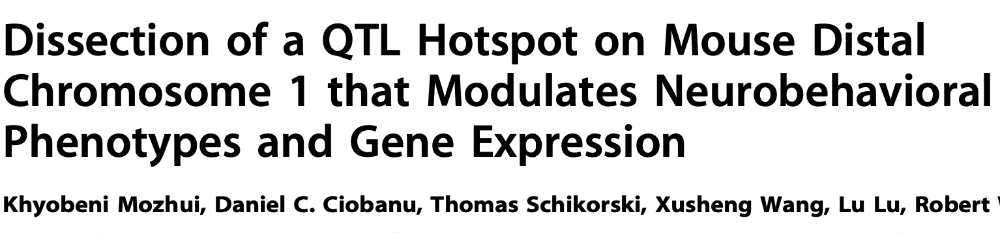 Dissection of a QTL Hotspot on Mouse Distal
Chromosome 1 that Modulates Neurobehavioral
Phenotypes and Gene Expression
Khyobeni Mozhui, Daniel C. Ciobanu, Thomas Schikorski, Xusheng Wang, Lu Lu, Robert